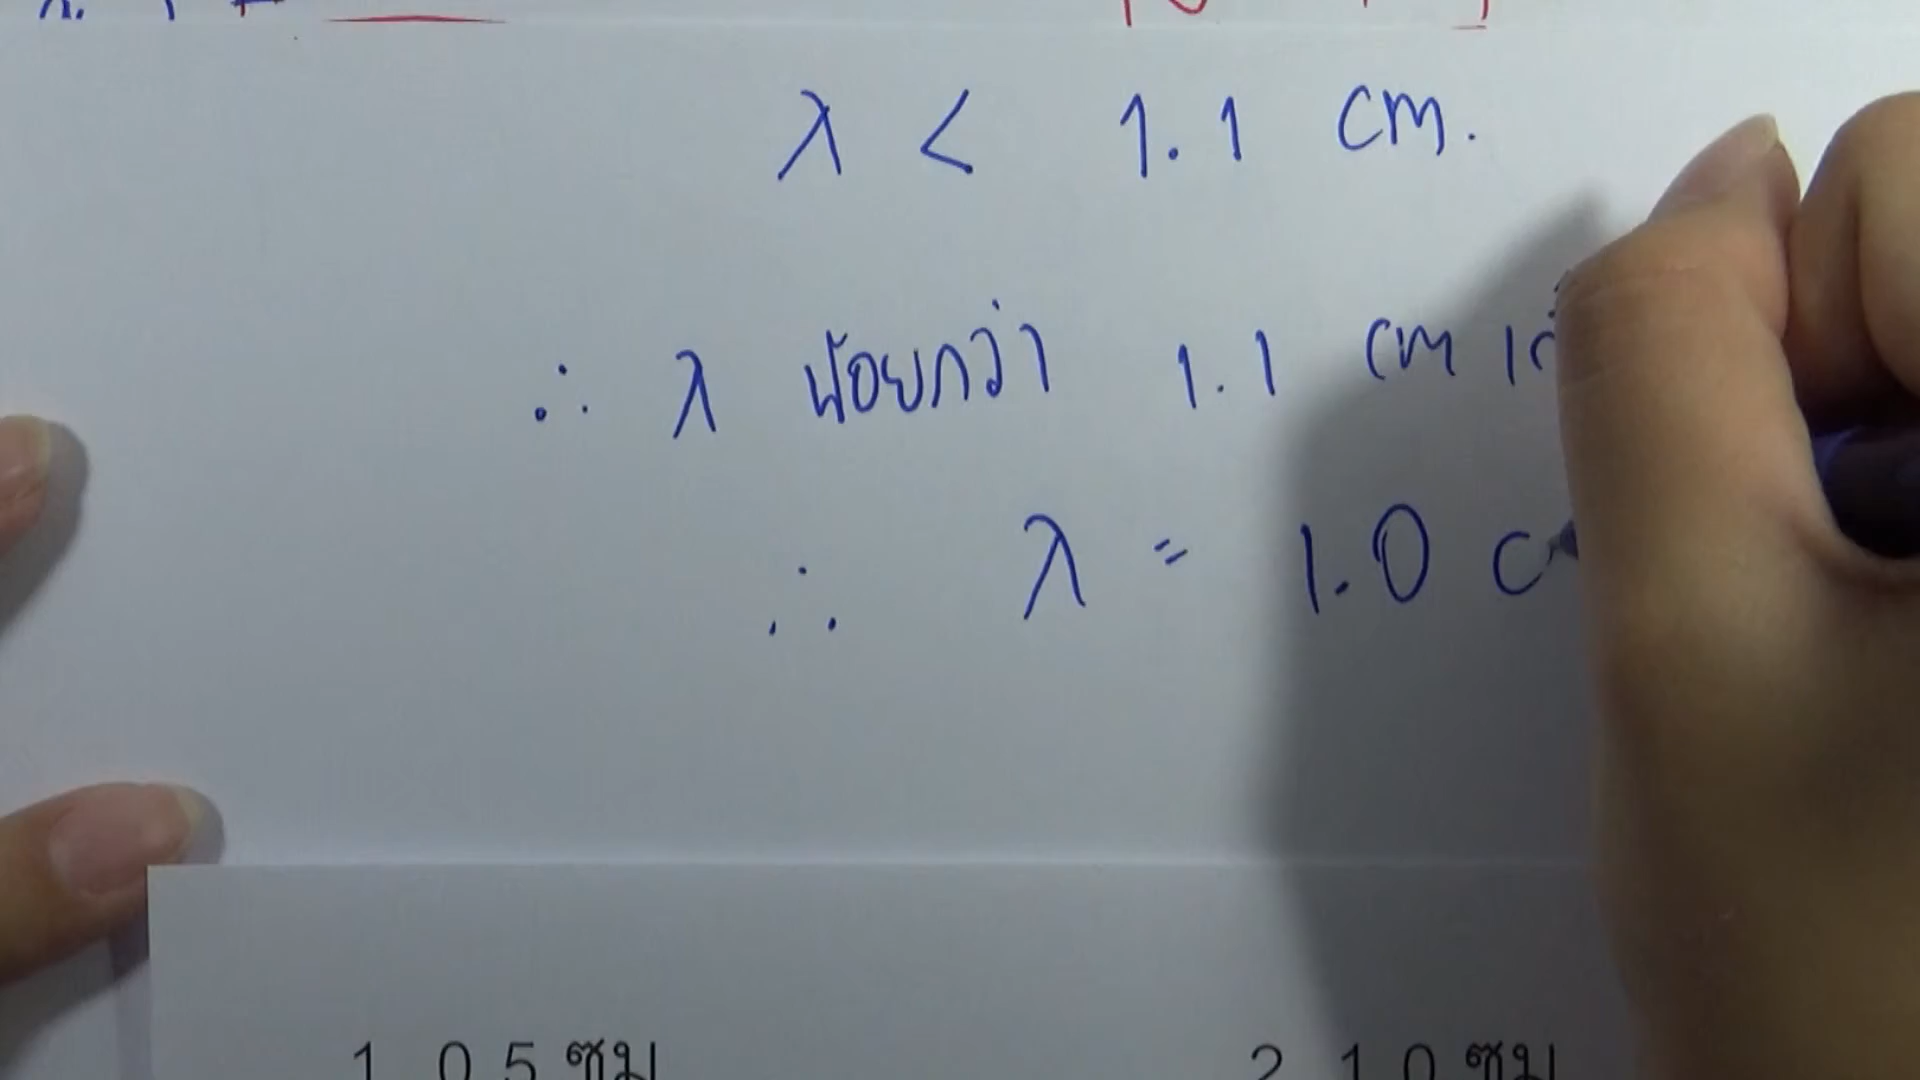 λ < 1.1 cm.
∴ λ น้อยกว่า 1.1 cm
∴ λ = 1.0
1 0 5 ซม 2 1 0 ซม